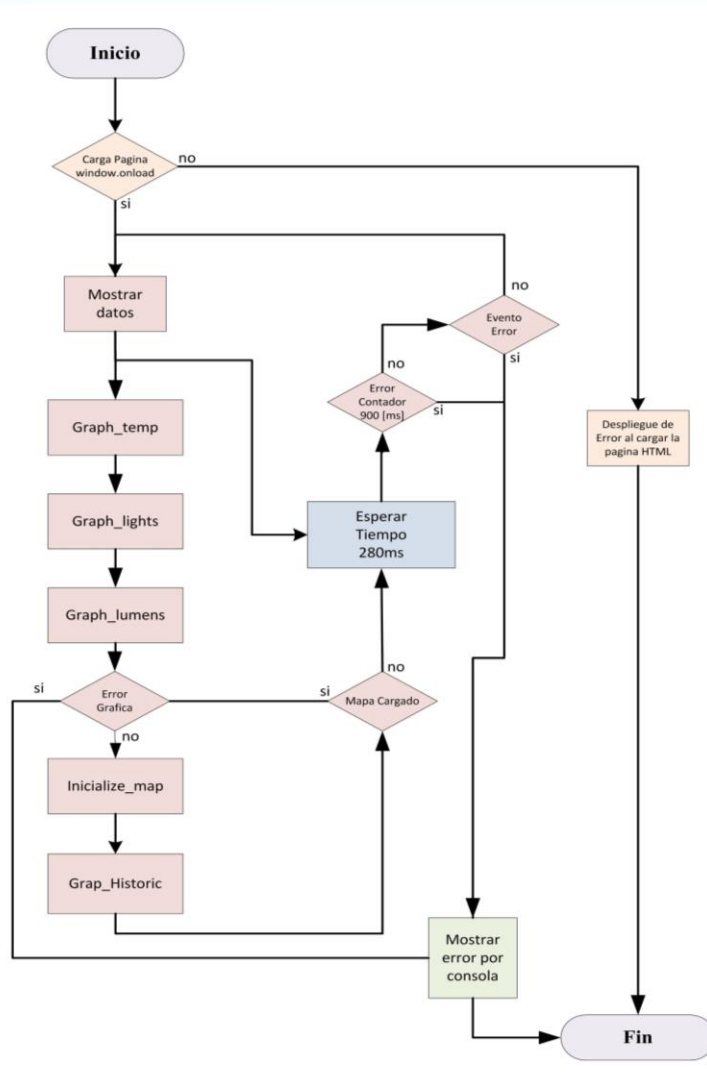 Inicio
Carga Pagina
window.onload
no
si
Mostrar
datos
no
Evento
Error
si
no
Error
Contador
900 [ms]
si
Graph_temp
Despliegue de
Error al cargar la
pagina HTML
Graph_lights
Esperar
Tiempo
280ms
Graph_lumens
no
si
Error
Grafica
si
Mapa Cargado
no
Inicialize_map
Grap_Historic
Mostrar
error por
consola
Fin